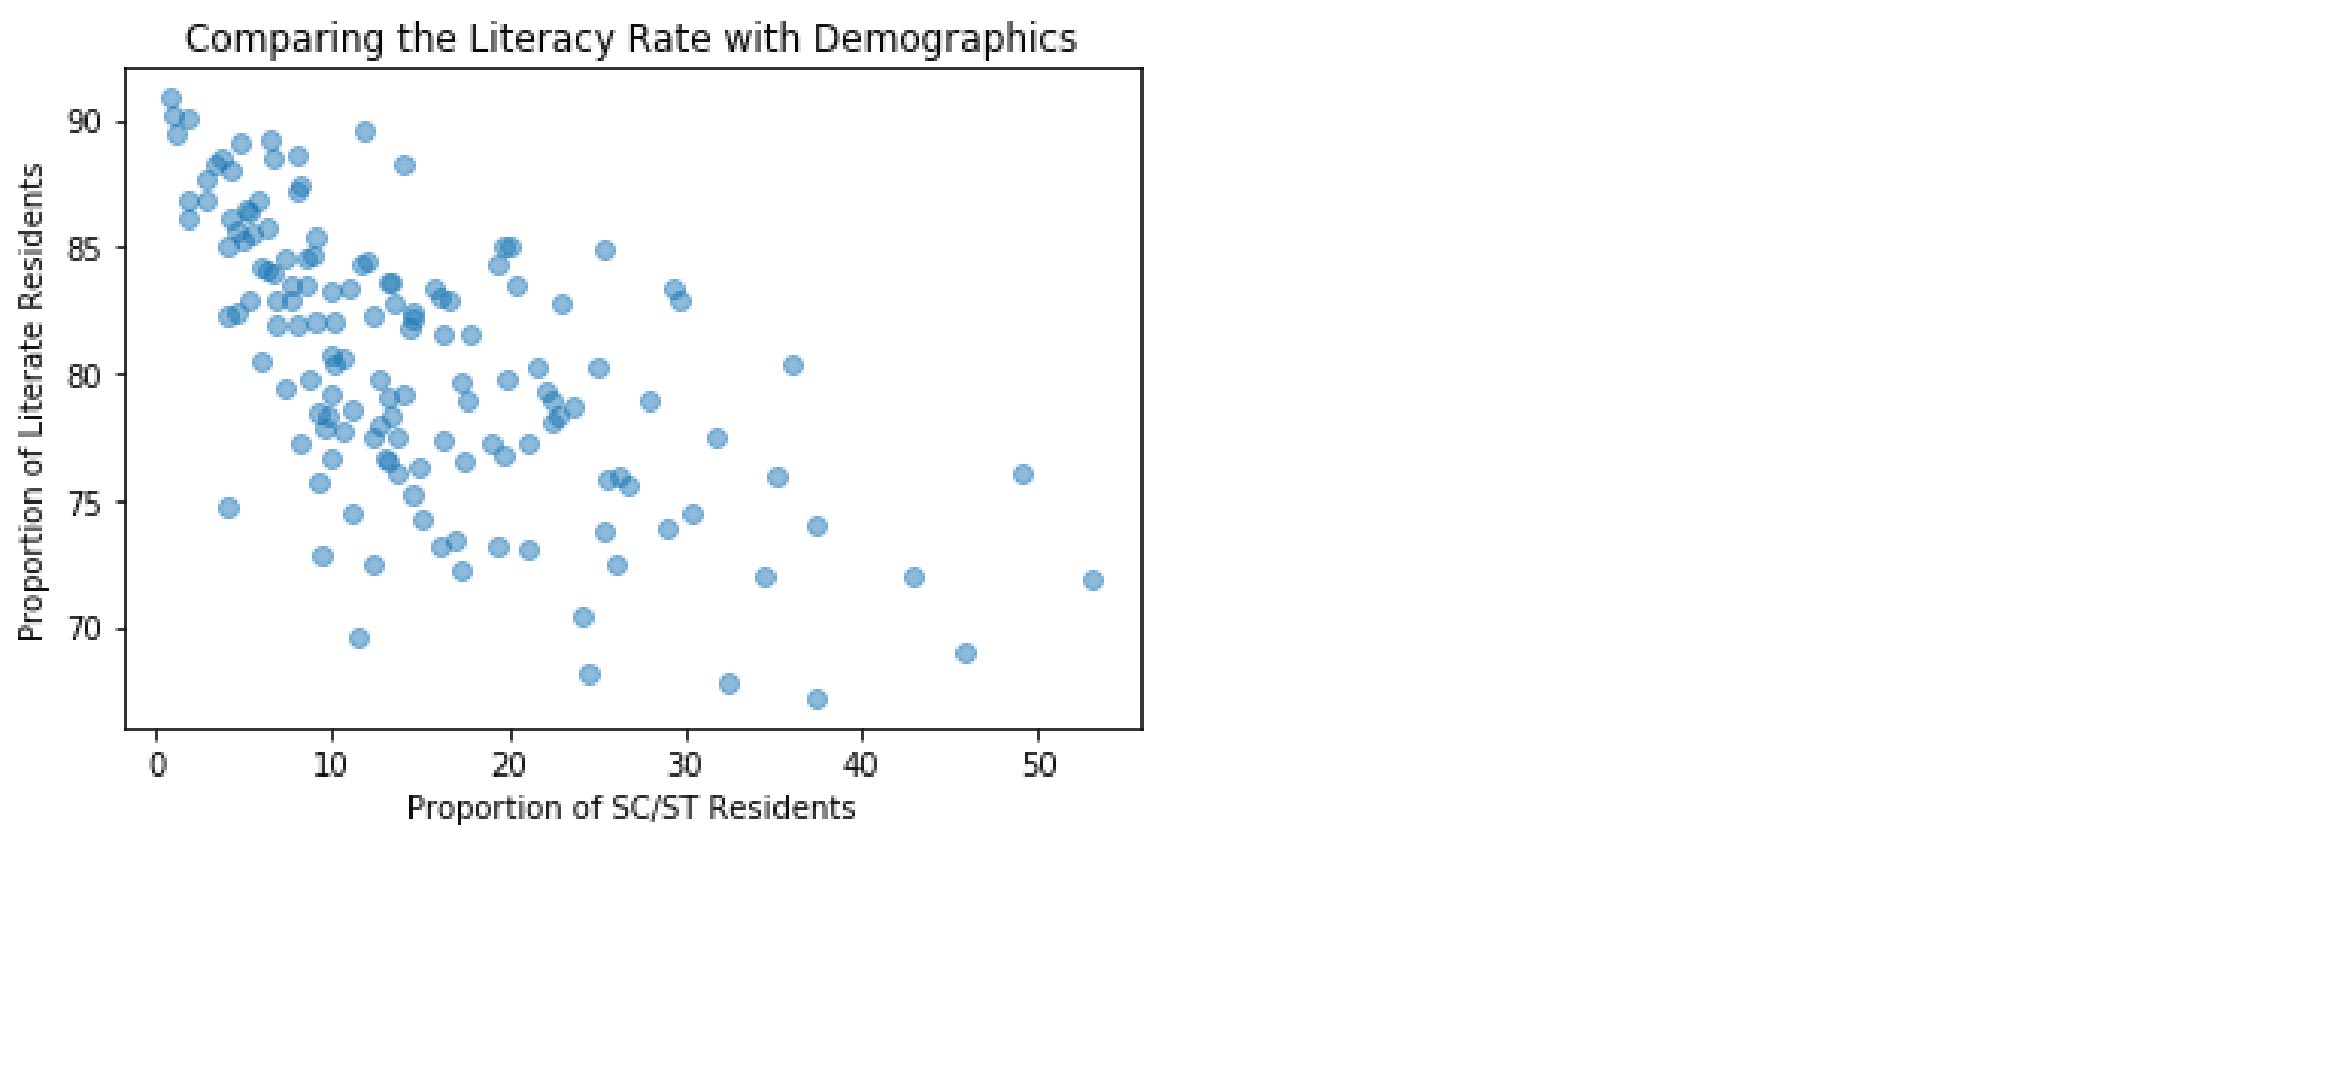 Comparing the Literacy Rate with Demographics
Proportion of Literate Residents
90
85
80
75
70
0 10 20 30 40 50
Proportion of SC/ST Residents